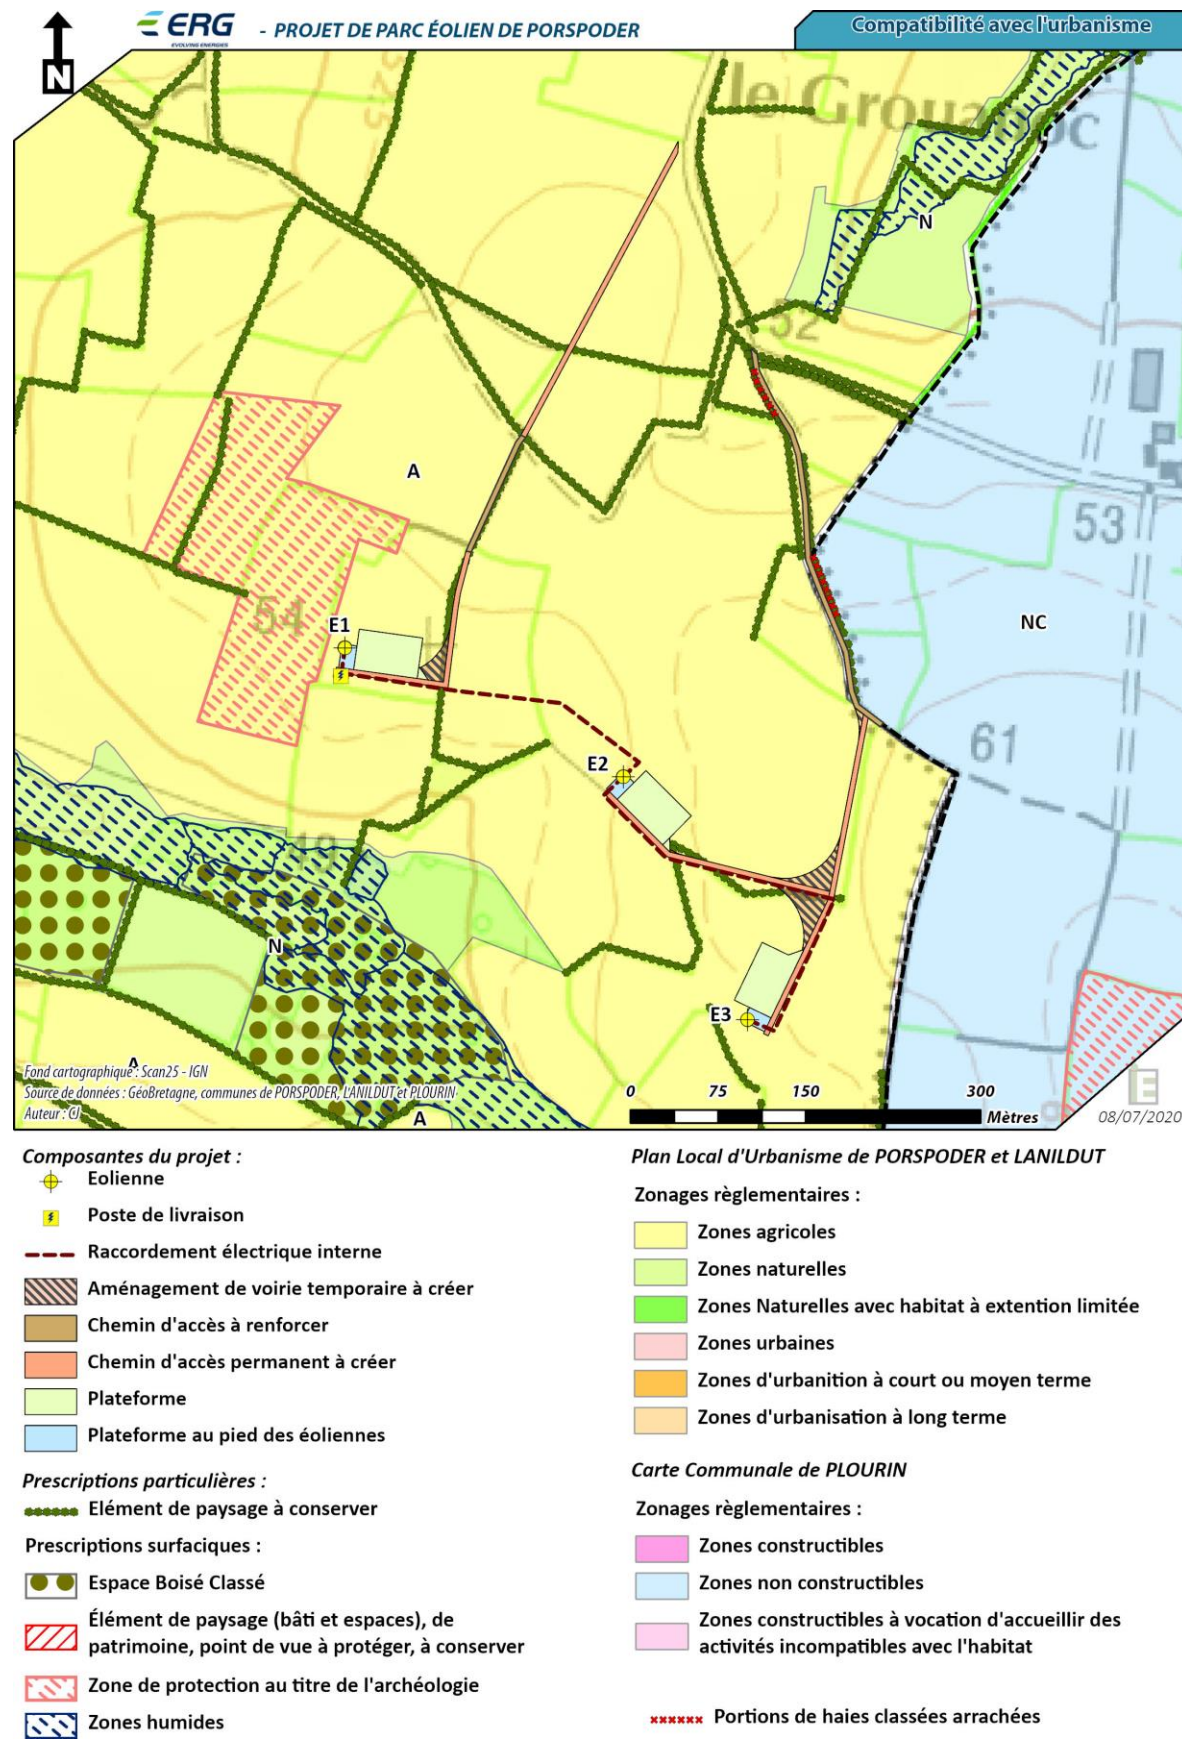 N
ERG
EVOLVING ENERGIES
- PROJET DE PARC ÉOLIEN DE PORSPODER
Compatibilité avec l'urbanisme
N
52
A
53
54
E1
NC
61
E2
49
N
E3
A
A
Fond cartographique : Scan25 - IGN
Source de données : GéoBretagne, communes de PORSPODER, LANILDUT et PLOURIN
Auteur : CJ
0 75 150 300
Mètres
E
08/07/2020
Composantes du projet :
Eolienne
Poste de livraison
Raccordement électrique interne
Aménagement de voirie temporaire à créer
Chemin d'accès à renforcer
Chemin d'accès permanent à créer
Plateforme
Plateforme au pied des éoliennes
Prescriptions particulières :
Elément de paysage à conserver
Prescriptions surfaciques :
Espace Boisé Classé
Élément de paysage (bâti et espaces), de
patrimoine, point de vue à protéger, à conserver
Zone de protection au titre de l'archéologie
Zones humides
Plan Local d'Urbanisme de PORSPODER et LANILDUT
Zonages règlementaires :
Zones agricoles
Zones naturelles
Zones Naturelles avec habitat à extention limitée
Zones urbaines
Zones d'urbanition à court ou moyen terme
Zones d'urbanisation à long terme
Carte Communale de PLOURIN
Zonages règlementaires :
Zones constructibles
Zones non constructibles
Zones constructibles à vocation d'accueillir des
activités incompatibles avec l'habitat
Portions de haies classées arrachées